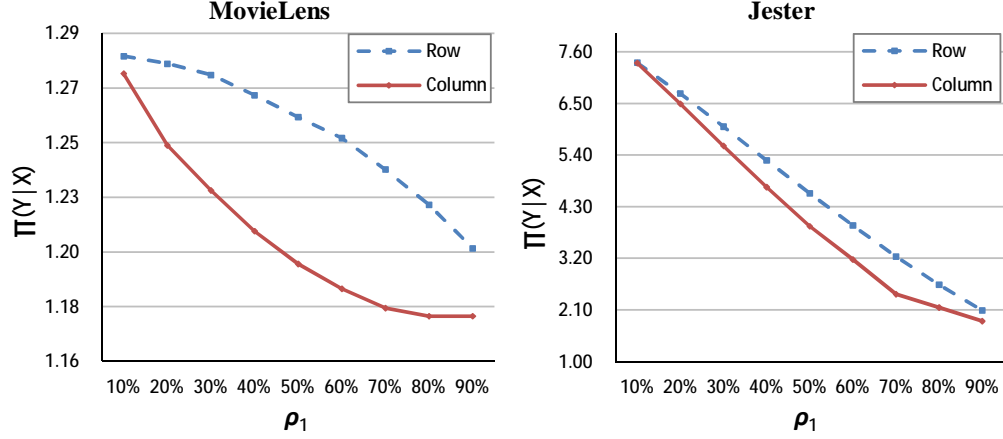 MovieLens
1.29
1.27
1.25
1.23
1.20
1.18
1.16
∏(Y | X)
Row
Column
10% 20% 30% 40% 50% 60% 70% 80% 90%
ρ1
Jester
7.60
6.50
5.40
4.30
3.20
2.10
1.00
∏(Y | X)
Row
Column
10% 20% 30% 40% 50% 60% 70% 80% 90%
ρ1